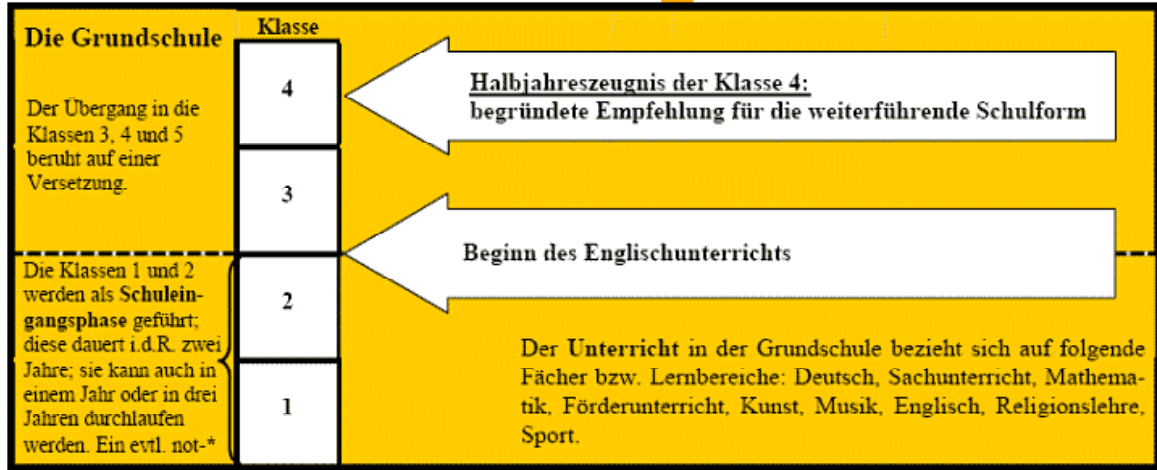 Die Grundschule
Der Übergang in die
Klassen 3, 4 und 5
beruht auf einer
Versetzung.
Die Klassen 1 und 2
werden als Schulein-
gangsphase geführt;
diese dauert i.d.R. zwei
Jahre; sie kann auch in
einem Jahr oder in drei
Jahren durchlaufen
werden. Ein evtl. not-*
Klasse
4
3
2
1
Halbjahreszeugnis der Klasse 4:
begründete Empfehlung für die weiterführende Schulform
Beginn des Englischunterrichts
Der Unterricht in der Grundschule bezieht sich auf folgende
Fächer bzw. Lernbereiche: Deutsch, Sachunterricht, Mathema-
tik, Förderunterricht, Kunst, Musik, Englisch, Religionslehre,
Sport.